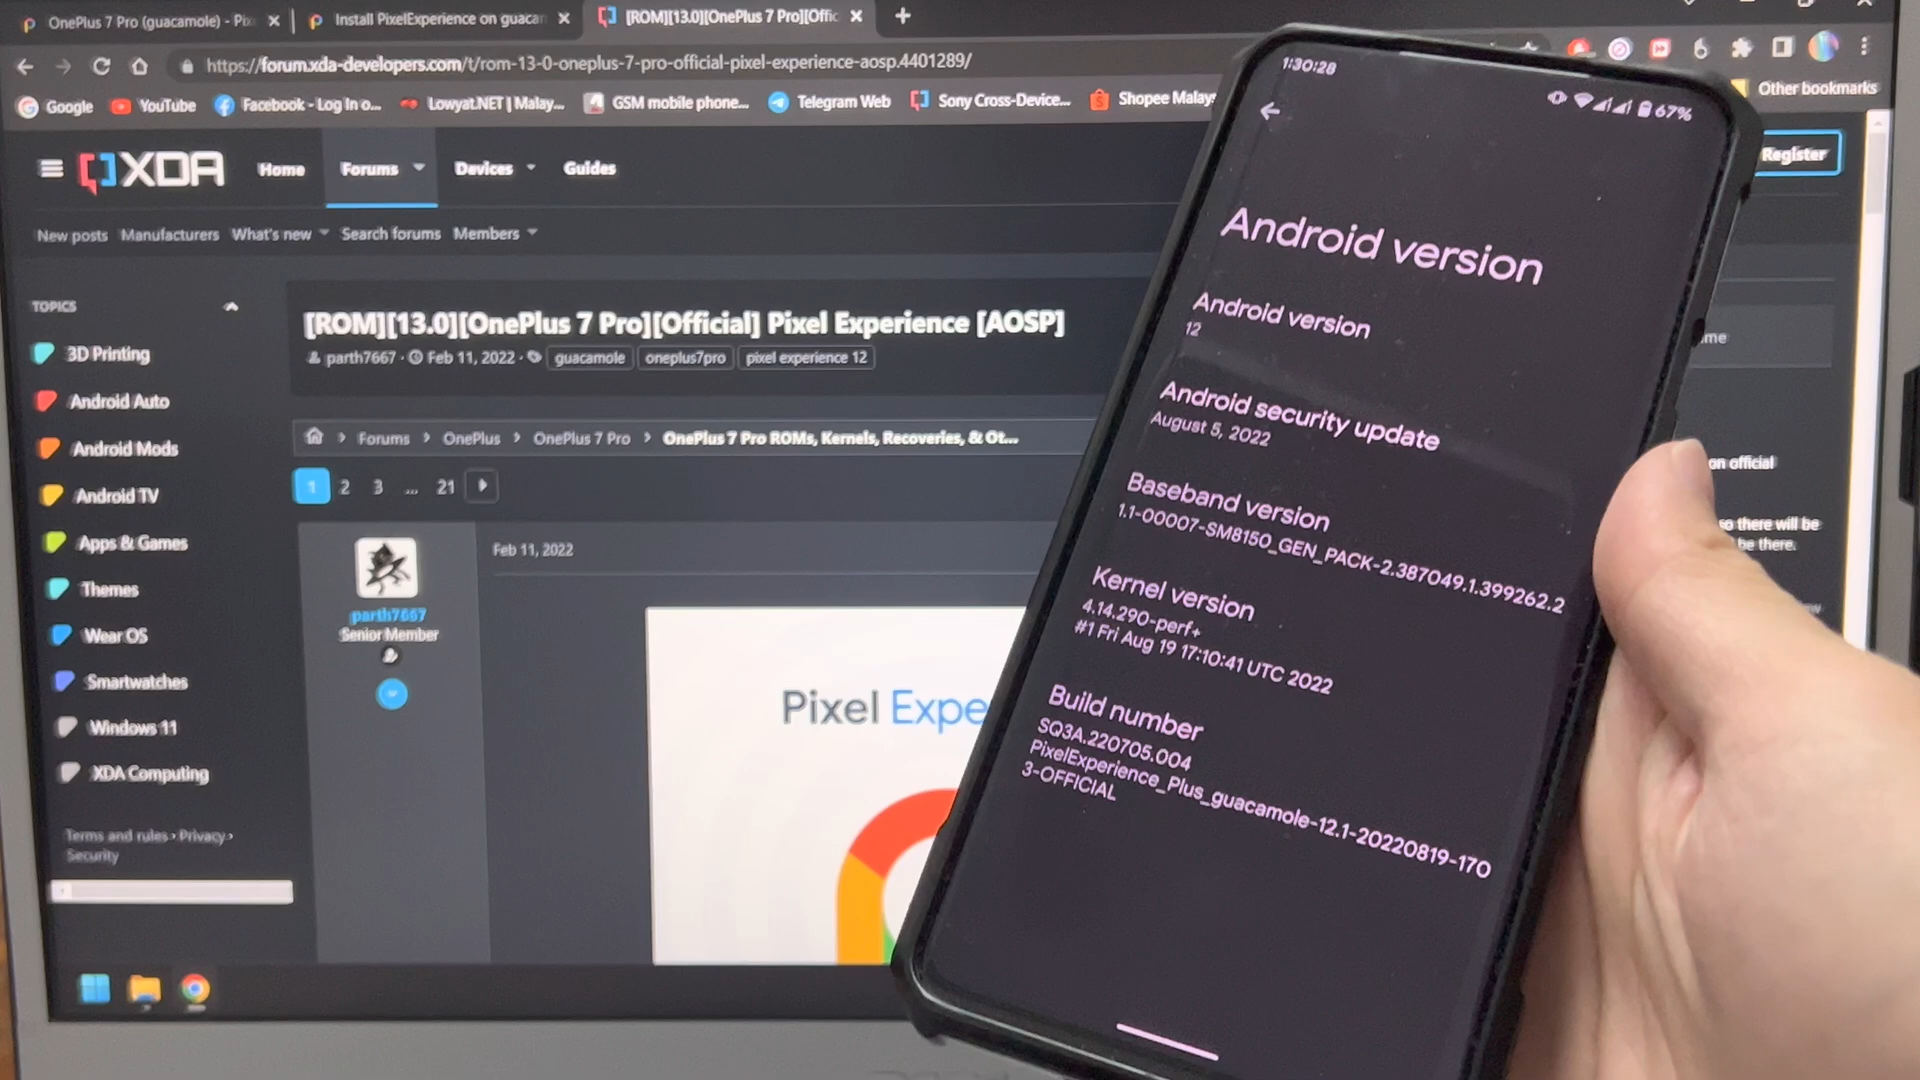 OnePlus 7 Pro (guacamole) - Pix
Install PixelExperience on guacam
[ROM][13.0][OnePlus 7 Pro][Offic
https://forum.xda-developers.com/t/rom-13-0-oneplus-7-pro-official-pixel-experience-aosp.4401289/
Google
YouTube
Facebook - Log In o...
Lowyat.NET | Malay...
GSM mobile phone...
Telegram Web
Sony Cross-Device...
Shopee Malays
Other bookmarks
XDA
Home
Forums
Devices
Guides
Register
New posts
Manufacturers
What's new
Search forums
Members
TOPICS
3D Printing
Android Auto
Android Mods
Android TV
Apps & Games
Themes
Wear OS
Smartwatches
Windows 11
XDA Computing
Terms and rules · Privacy ·
Security
[ROM][13.0][OnePlus 7 Pro][Official] Pixel Experience [AOSP]
parth7667 · Feb 11, 2022 · guacamole oneplus7pro pixel experience 12
Forums > OnePlus > OnePlus 7 Pro > OnePlus 7 Pro ROMs, Kernels, Recoveries, & Ot...
1 2 3 ... 21
parth7667
Senior Member
Feb 11, 2022
Pixel Expe
me
on official
so there will be
be there.
1:30:28
67%
Android version
Android version
12
Android security update
August 5, 2022
Baseband version
1.1-00007-SM8150_GEN_PACK-2.387049.1.399262.2
Kernel version
4.14.290-perf+
#1 Fri Aug 19 17:10:41 UTC 2022
Build number
SQ3A.220705.004
PixelExperience_Plus_guacamole-12.1-20220819-170
3-OFFICIAL